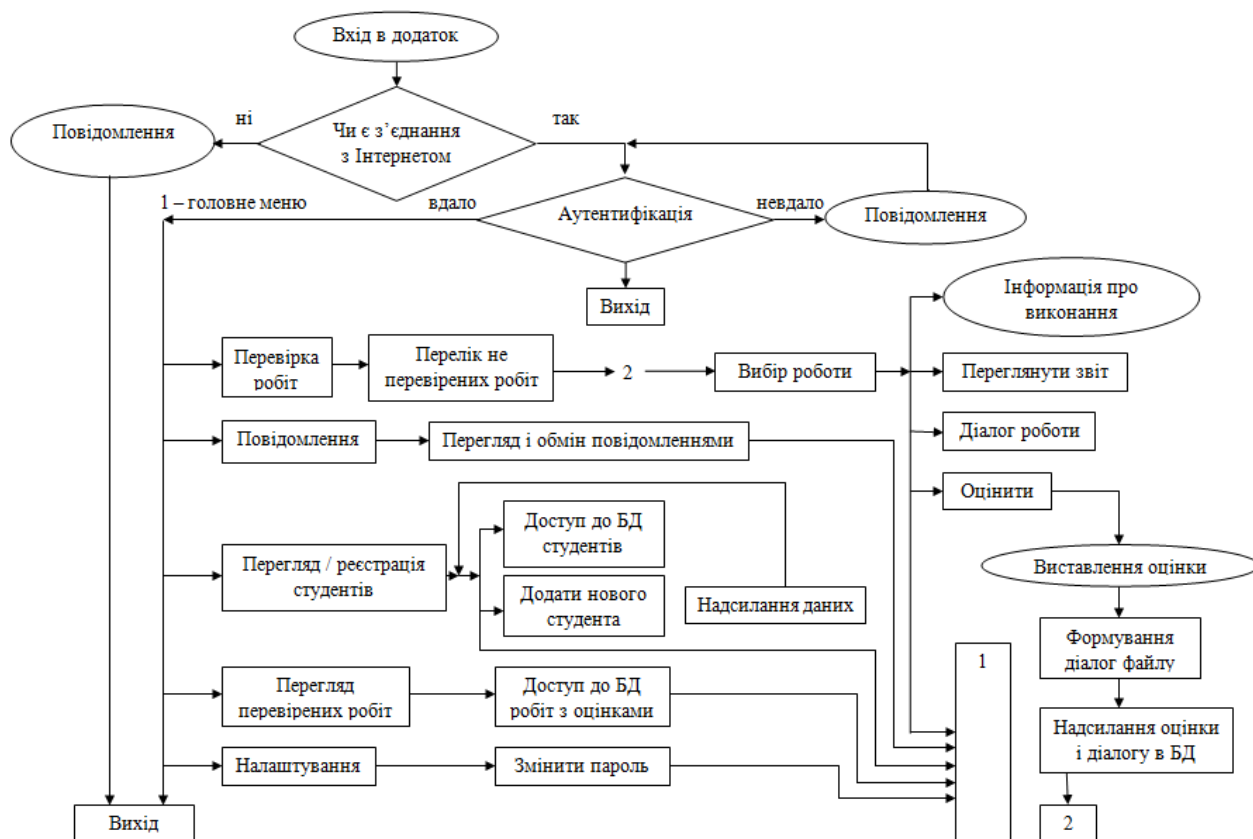 Вхід в додаток
ні
Чи є з’єднання
з Інтернетом
так
Повідомлення
1 – головне меню
вдало
Аутентифікація
невдало
Повідомлення
Вихід
Інформація про
виконання
Перевірка
робіт
Перелік не
перевірених робіт
2
Вибір роботи
Переглянути звіт
Повідомлення
Перегляд і обмін повідомленнями
Діалог роботи
Оцінити
Доступ до БД
студентів
Перегляд / реєстрація
студентів
Виставлення оцінки
Додати нового
студента
Надсилання даних
Формування
діалог файлу
1
Перегляд
перевірених робіт
Доступ до БД
робіт з оцінками
Надсилання оцінки
і діалогу в БД
Налаштування
Змінити пароль
Вихід
2